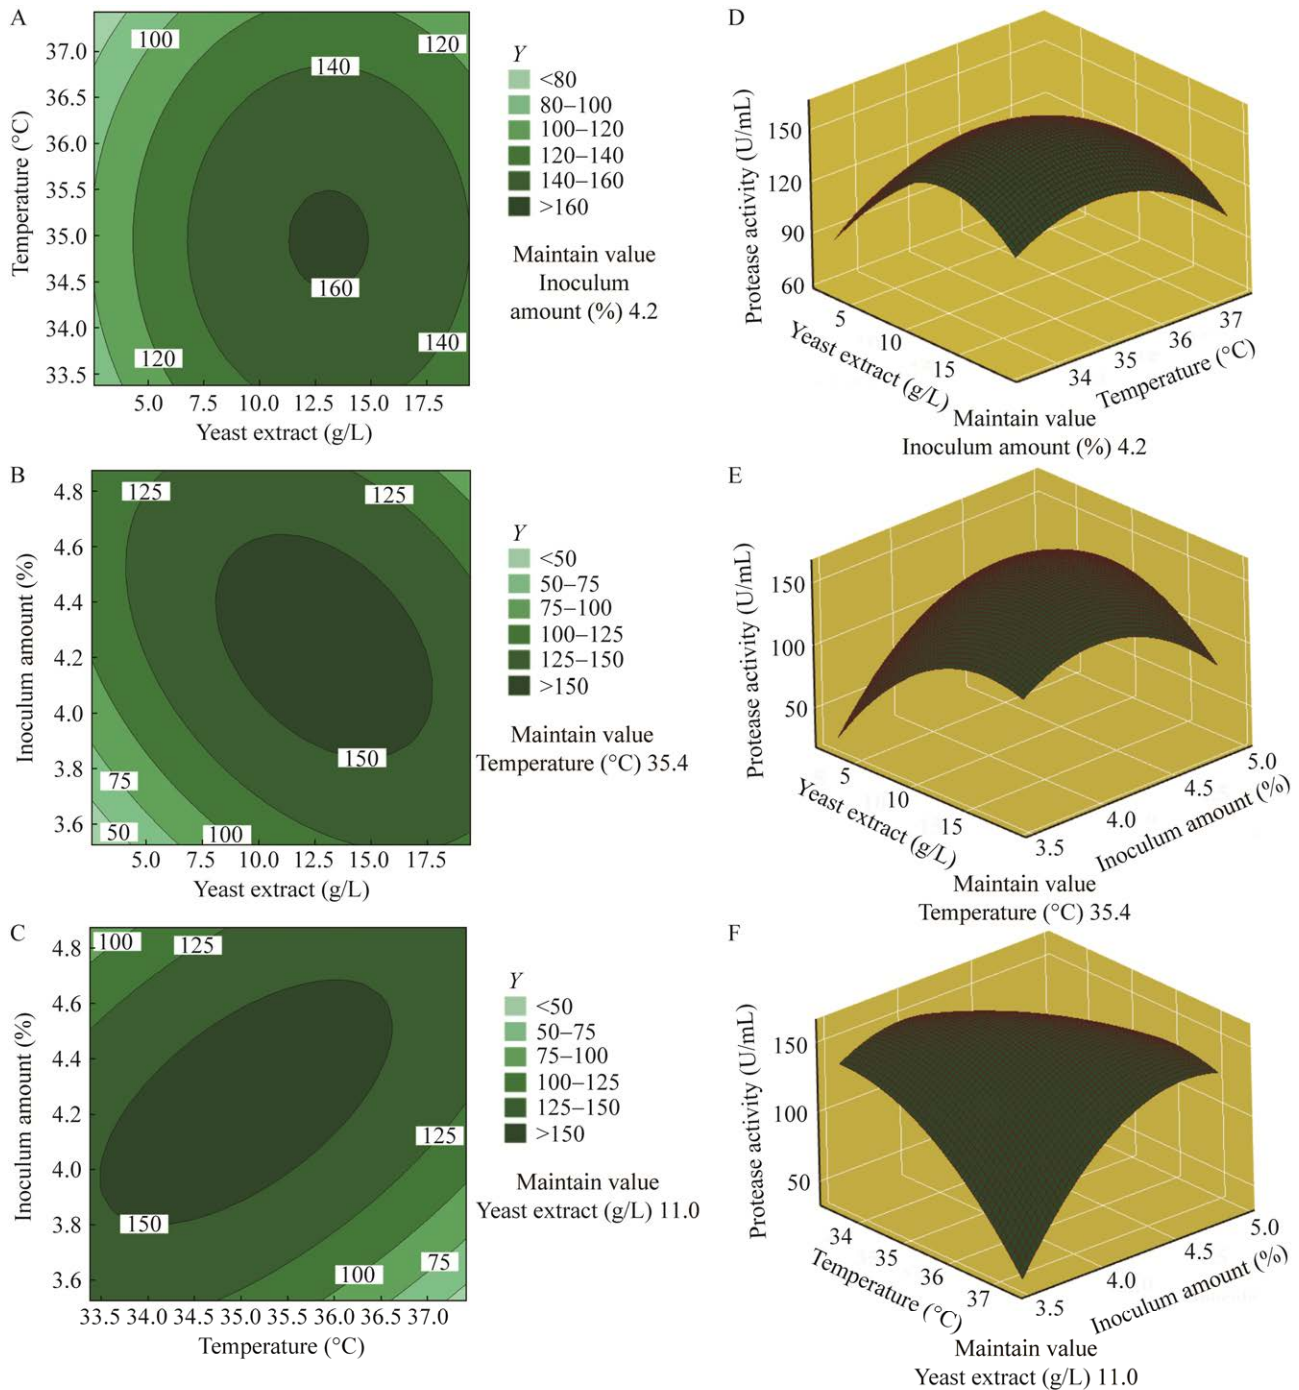 A
Temperature (°C)
37.0
36.5
36.0
35.5
35.0
34.5
34.0
33.5
100
120
140
160
140
120
5.0 7.5 10.0 12.5 15.0 17.5
Yeast extract (g/L)
Y
<80
80–100
100–120
120–140
140–160
>160
Maintain value
Inoculum
amount (%) 4.2
D
Protease activity (U/mL)
150
120
90
60
5
10
15
Yeast extract (g/L)
34
35
36
37
Temperature (°C)
Maintain value
Inoculum amount (%) 4.2
B
Inoculum amount (%)
4.8
4.6
4.4
4.2
4.0
3.8
3.6
125
125
150
75
50
100
5.0 7.5 10.0 12.5 15.0 17.5
Yeast extract (g/L)
Y
<50
50–75
75–100
100–125
125–150
>150
Maintain value
Temperature (°C) 35.4
E
Protease activity (U/mL)
150
100
50
5
10
15
Yeast extract (g/L)
3.5
4.0
4.5
5.0
Inoculum amount (%)
Maintain value
Temperature (°C) 35.4
C
Inoculum amount (%)
4.8
4.6
4.4
4.2
4.0
3.8
3.6
100
125
125
150
100
75
33.5 34.0 34.5 35.0 35.5 36.0 36.5 37.0
Temperature (°C)
Y
<50
50–75
75–100
100–125
125–150
>150
Maintain value
Yeast extract (g/L) 11.0
F
Protease activity (U/mL)
150
100
50
34
35
36
37
Temperature (°C)
3.5
4.0
4.5
5.0
Inoculum amount (%)
Maintain value
Yeast extract (g/L) 11.0